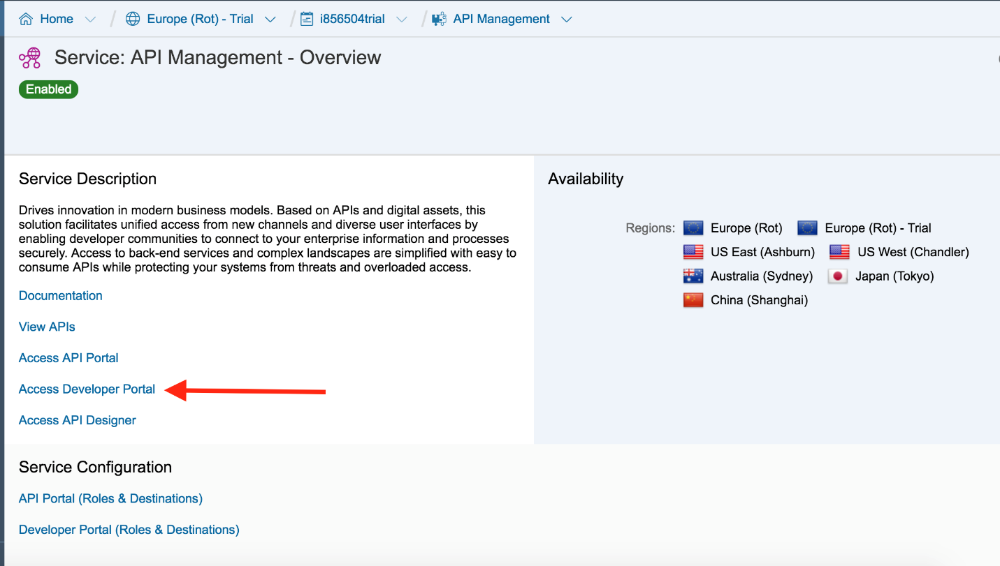 Home / Europe (Rot) - Trial / i856504trial / API Management
Service: API Management - Overview
Enabled
Service Description
Drives innovation in modern business models. Based on APIs and digital assets, this
solution facilitates unified access from new channels and diverse user interfaces by
enabling developer communities to connect to your enterprise information and processes
securely. Access to back-end services and complex landscapes are simplified with easy to
consume APIs while protecting your systems from threats and overloaded access.
Documentation
View APIs
Access API Portal
Access Developer Portal
Access API Designer
Availability
Regions: Europe (Rot) Europe (Rot) - Trial
US East (Ashburn) US West (Chandler)
Australia (Sydney) Japan (Tokyo)
China (Shanghai)
Service Configuration
API Portal (Roles & Destinations)
Developer Portal (Roles & Destinations)